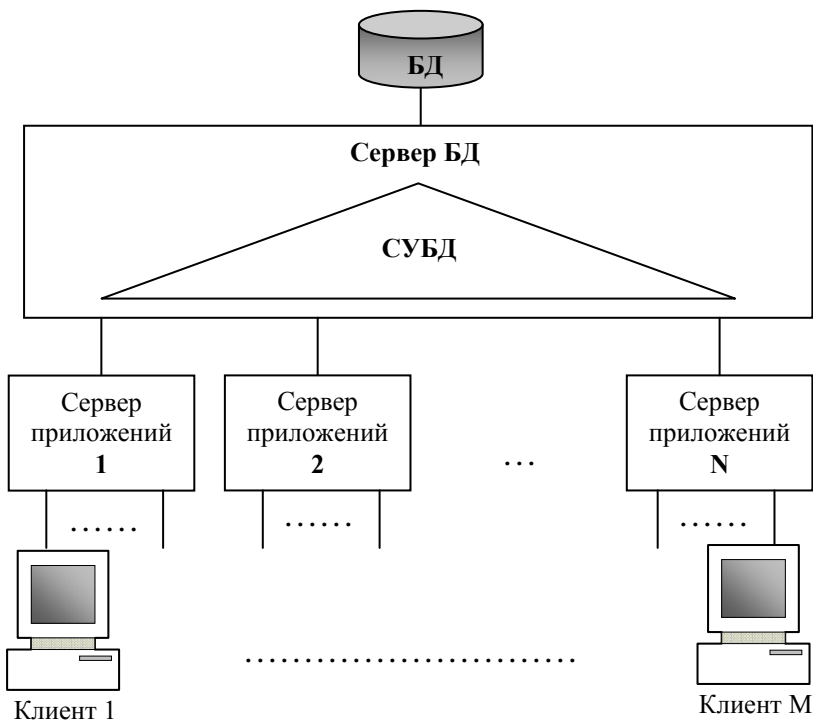 БД
Сервер БД
СУБД
Сервер
приложений
1
Сервер
приложений
2
...
Сервер
приложений
N
......
......
......
..............................
Клиент 1
Клиент М